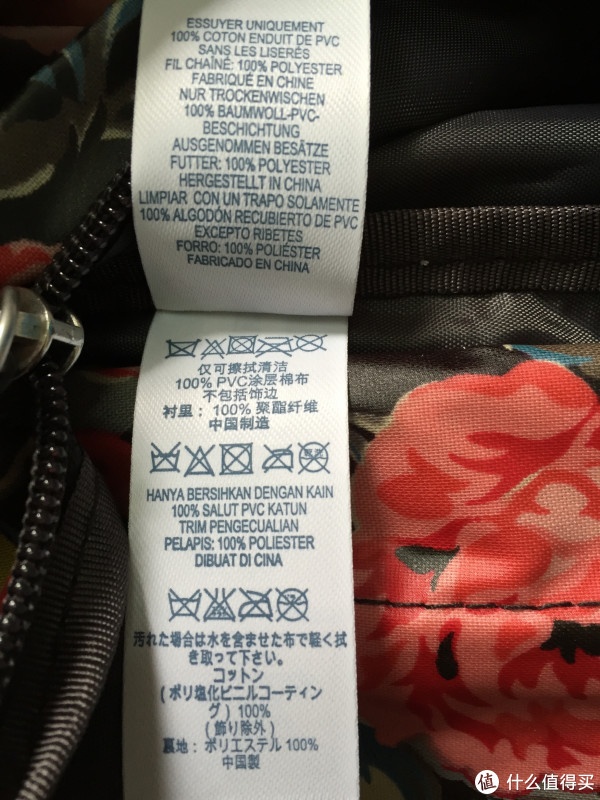 ESSUYER UNIQUEMENT
100% COTON ENDUIT DE PVC
SANS LES LISERÉS
FIL CHAÎNE: 100% POLYESTER
FABRIQUÉ EN CHINE
NUR TROCKENWISCHEN
100% BAUMWOLL-PVC-
BESCHICHTUNG
AUSGENOMMEN BESÄTZE
FUTTER: 100% POLYESTER
HERGESTELLT IN CHINA
LIMPIAR CON UN TRAPO SOLAMENTE
100% ALGODÓN RECUBIERTO DE PVC
EXCEPTO RIBETES
FORRO: 100% POLIÉSTER
FABRICADO EN CHINA
仅可擦拭清洁
100% PVC涂层棉布
不包括饰边
衬里：100% 聚酯纤维
中国制造
HANYA BERSIHKAN DENGAN KAIN
100% SALUT PVC KATUN
TRIM PENGECUALIAN
PELAPIS: 100% POLIESTER
DIBUAT DI CINA
汚れた場合は水を含ませた布で軽く拭
き取って下さい。
コットン
(ポリ塩化ビニルコーティン
グ) 100%
(飾り除外)
裏地：ポリエステル 100%
中国製
值 什么值得买